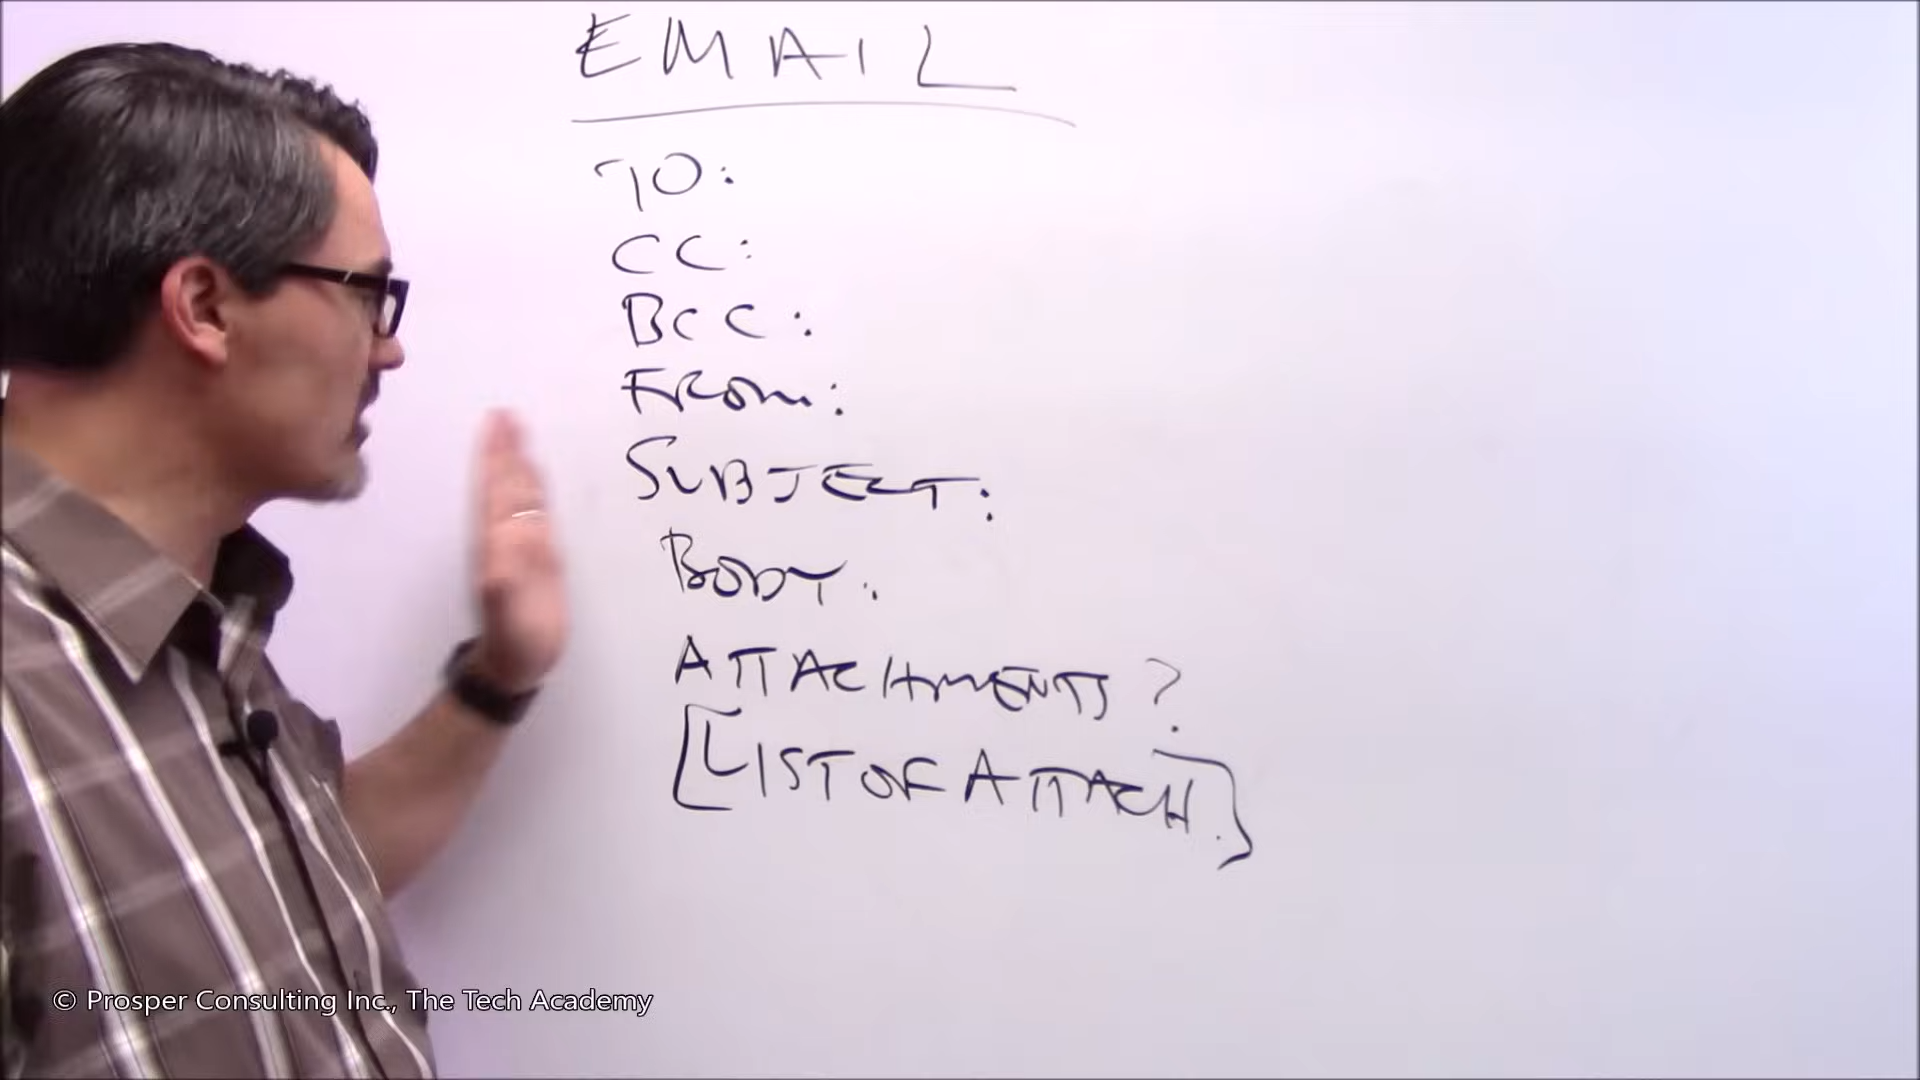 EMAIL
TO:
CC:
BCC:
FROM:
SUBJECT:
BODY:
ATTACHMENTS?
[LIST OF ATTACH.]
© Prosper Consulting Inc., The Tech Academy